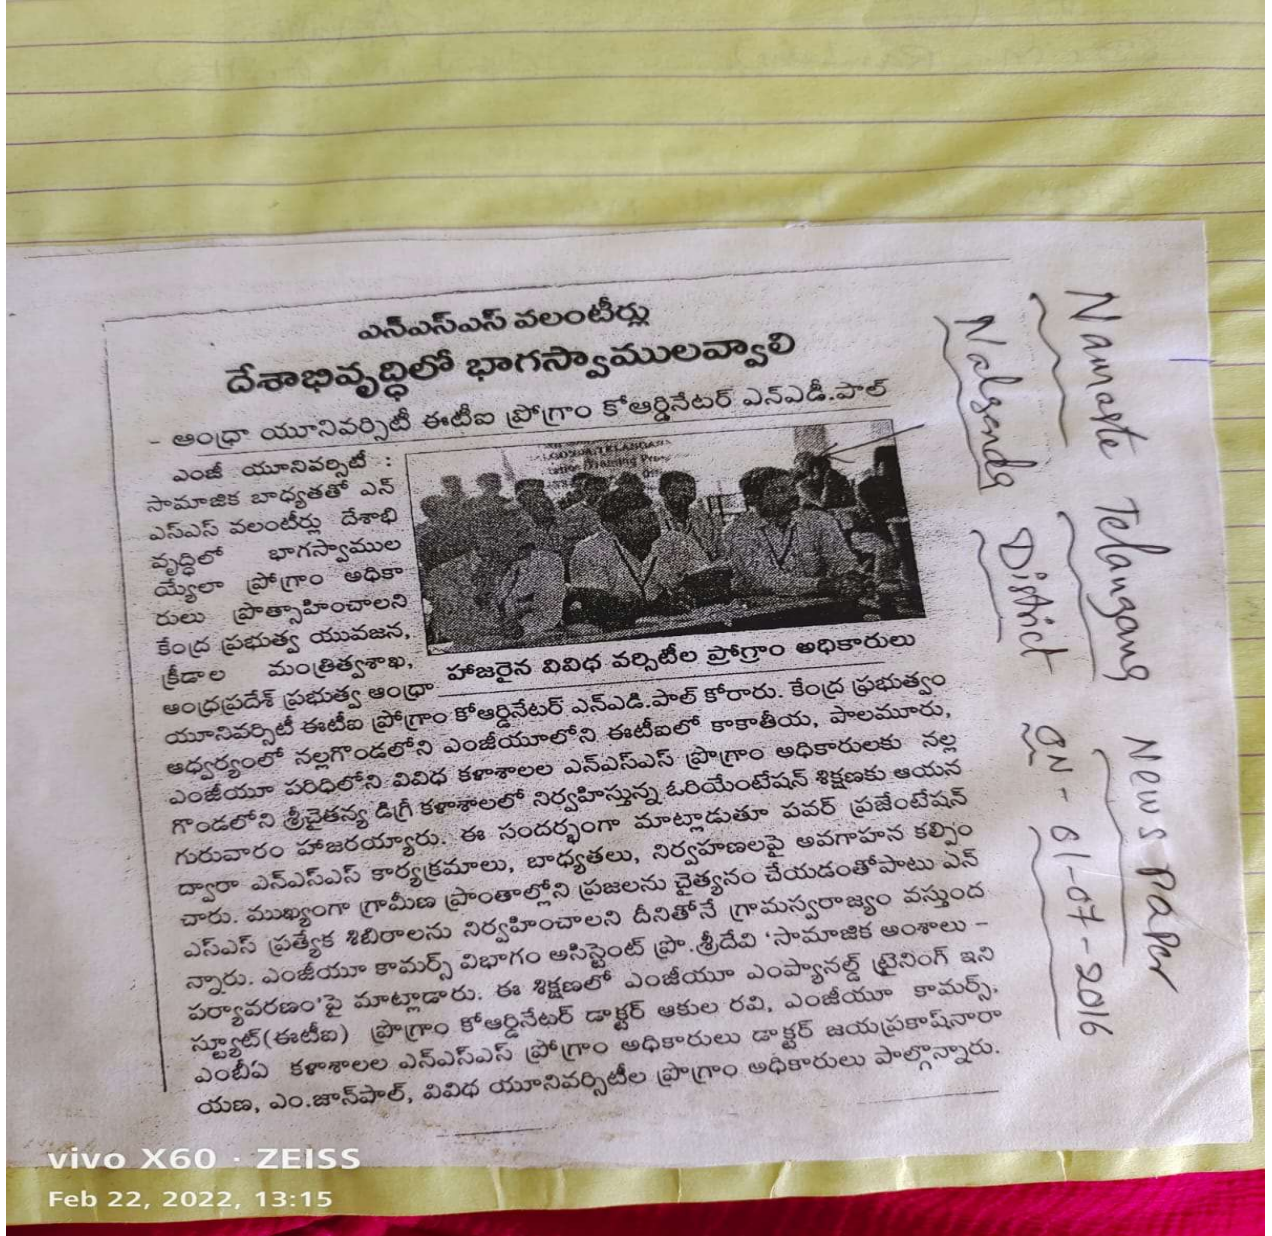 ఎన్ఎస్ఎస్ వలంటీర్లు
దేశాభివృద్ధిలో భాగస్వాములవ్వాలి
- ఆంధ్రా యూనివర్సిటీ ఈటీఐ ప్రోగ్రాం కోఆర్డినేటర్ ఎన్ఎడీ.పాల్
ఎంజీ యూనివర్సిటీ :
సామాజిక బాధ్యతతో ఎన్
ఎస్ఎస్ వలంటీర్లు దేశాభి
వృద్ధిలో భాగస్వాముల
య్యేలా ప్రోగ్రాం అధికా
రులు ప్రొత్సాహించాలని
కేంద్ర ప్రభుత్వ యువజన,
క్రీడాల మంత్రిత్వశాఖ,
ఆంధ్రప్రదేశ్ ప్రభుత్వ ఆంధ్రా
యూనివర్సిటీ ఈటీఐ ప్రోగ్రాం కోఆర్డినేటర్ ఎన్ఎడి.పాల్ కోరారు. కేంద్ర ప్రభుత్వం
ఆధ్వర్యంలో నల్లగొండలోని ఎంజీయూలోని ఈటీఐలో కాకాతీయ, పాలమూరు,
ఎంజీయూ పరిధిలోని వివిధ కళాశాలల ఎన్ఎస్ఎస్ ప్రొగ్రాం అధికారులకు నల్ల
గొండలోని శ్రీచైతన్య డిగ్రీ కళాశాలలో నిర్వహిస్తున్న ఓరియేంటేషన్ శిక్షణకు ఆయన
గురువారం హాజరయ్యారు. ఈ సందర్భంగా మాట్లాడుతూ పవర్ ప్రజేంటేషన్
ద్వారా ఎన్ఎస్ఎస్ కార్యక్రమాలు, బాధ్యతలు, నిర్వహణలపై అవగాహన కల్పిం
చారు. ముఖ్యంగా గ్రామీణ ప్రాంతాల్లోని ప్రజలను చైత్యనం చేయడంతోపాటు ఎన్
ఎస్ఎస్ ప్రత్యేక శిబిరాలను నిర్వహించాలని దీనితోనే గ్రామస్వరాజ్యం వస్తుంద
న్నారు. ఎంజీయూ కామర్స్ విభాగం అసిస్టెంట్ ప్రొ.శ్రీదేవి 'సామాజిక అంశాలు –
పర్యావరణం'పై మాట్లాడారు. ఈ శిక్షణలో ఎంజీయూ ఎంప్యానల్డ్ ట్రైనింగ్ ఇని
స్ట్యూట్(ఈటీఐ) ప్రొగ్రాం కోఆర్డినేటర్ డాక్టర్ ఆకుల రవి, ఎంజీయూ కామర్స్,
ఎంబీఏ కళాశాలల ఎన్ఎస్ఎస్ ప్రోగ్రాం అధికారులు డాక్టర్ జయప్రకాష్‌నారా
యణ, ఎం.జాన్‌పాల్, వివిధ యూనివర్సిటీల ప్రొగ్రాం అధికారులు పాల్గొన్నారు.
హాజరైన వివిధ వర్సిటీల ప్రోగ్రాం అధికారులు
Namaste Telangana News Paper
Nalgonda District on - 01-07-2016
vivo X60 · ZEISS
Feb 22, 2022, 13:15